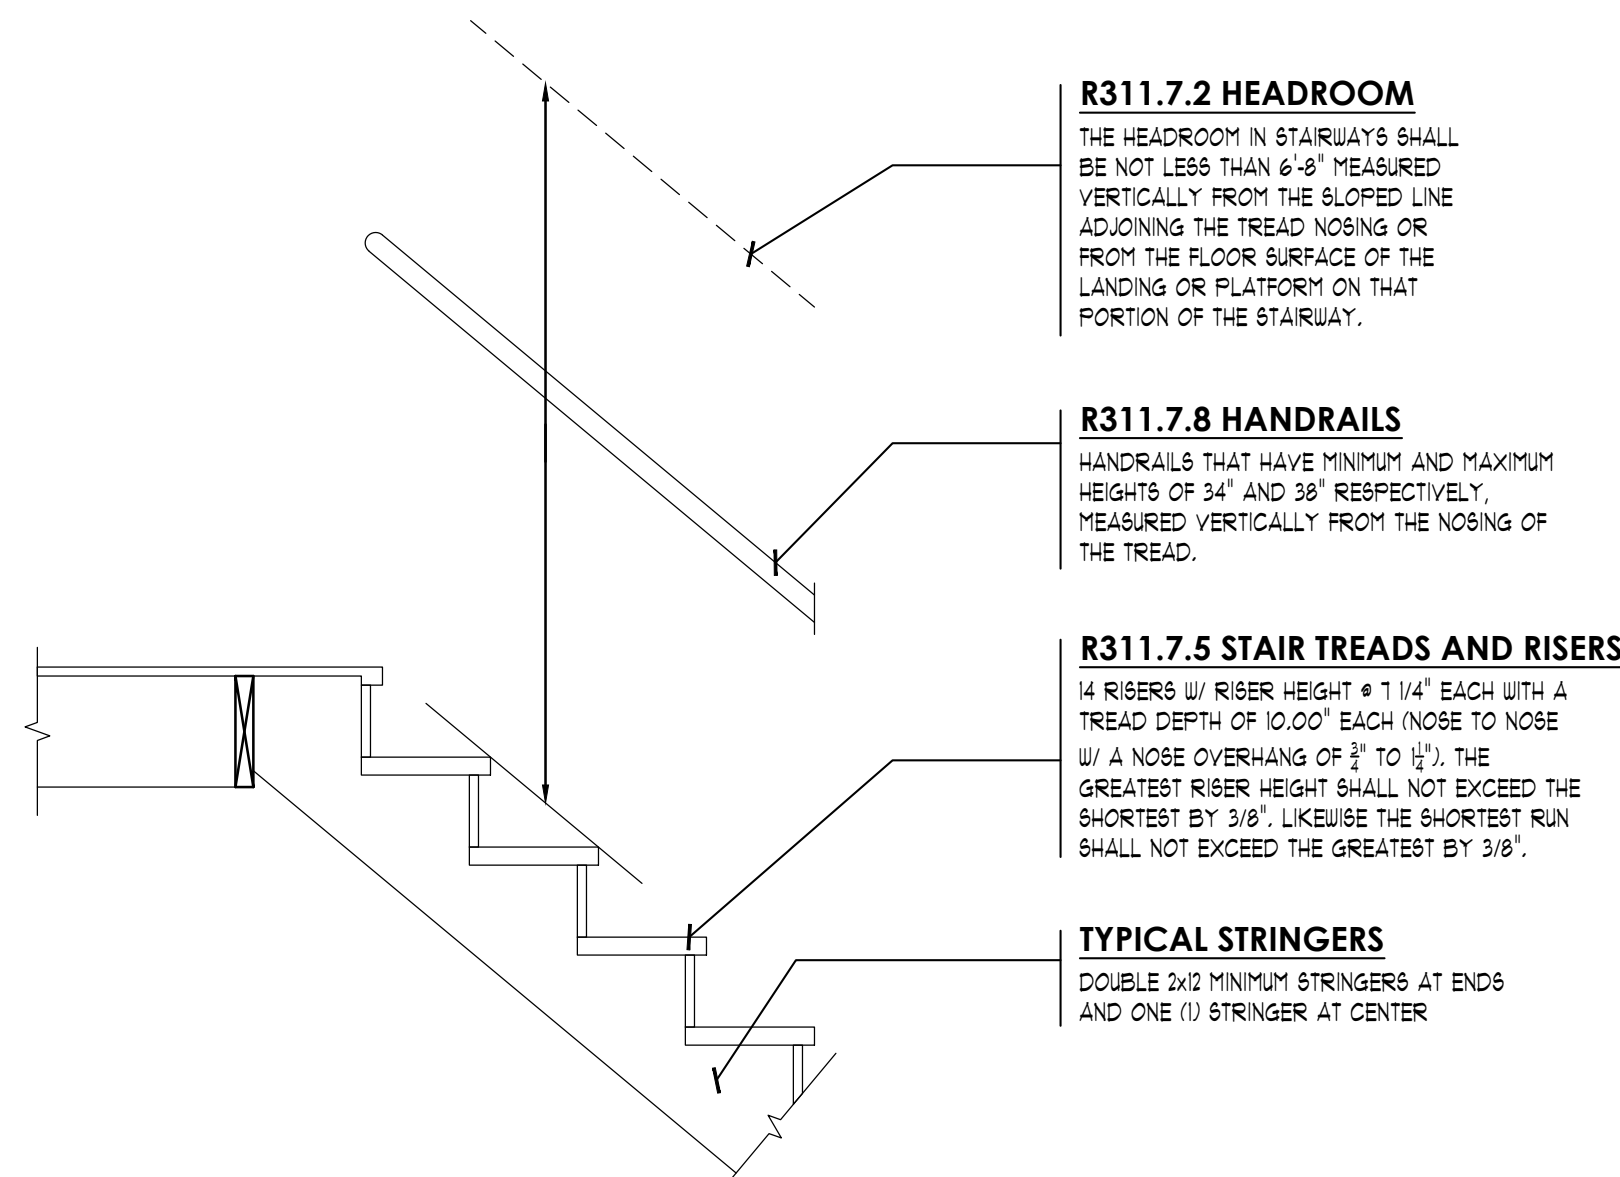 R311.7.2 HEADROOM
THE HEADROOM IN STAIRWAYS SHALL
BE NOT LESS THAN 6'-8" MEASURED
VERTICALLY FROM THE SLOPED LINE
ADJOINING THE TREAD NOSING OR
FROM THE FLOOR SURFACE OF THE
LANDING OR PLATFORM ON THAT
PORTION OF THE STAIRWAY.
R311.7.8 HANDRAILS
HANDRAILS THAT HAVE MINIMUM AND MAXIMUM
HEIGHTS OF 34" AND 38" RESPECTIVELY,
MEASURED VERTICALLY FROM THE NOSING OF
THE TREAD.
R311.7.5 STAIR TREADS AND RISERS
14 RISERS W/ RISER HEIGHT @ 7 1/4" EACH WITH A
TREAD DEPTH OF 10.00" EACH (NOSE TO NOSE
W/ A NOSE OVERHANG OF 3/4" TO 1 1/4"). THE
GREATEST RISER HEIGHT SHALL NOT EXCEED THE
SHORTEST BY 3/8". LIKEWISE THE SHORTEST RUN
SHALL NOT EXCEED THE GREATEST BY 3/8".
TYPICAL STRINGERS
DOUBLE 2x12 MINIMUM STRINGERS AT ENDS
AND ONE (1) STRINGER AT CENTER